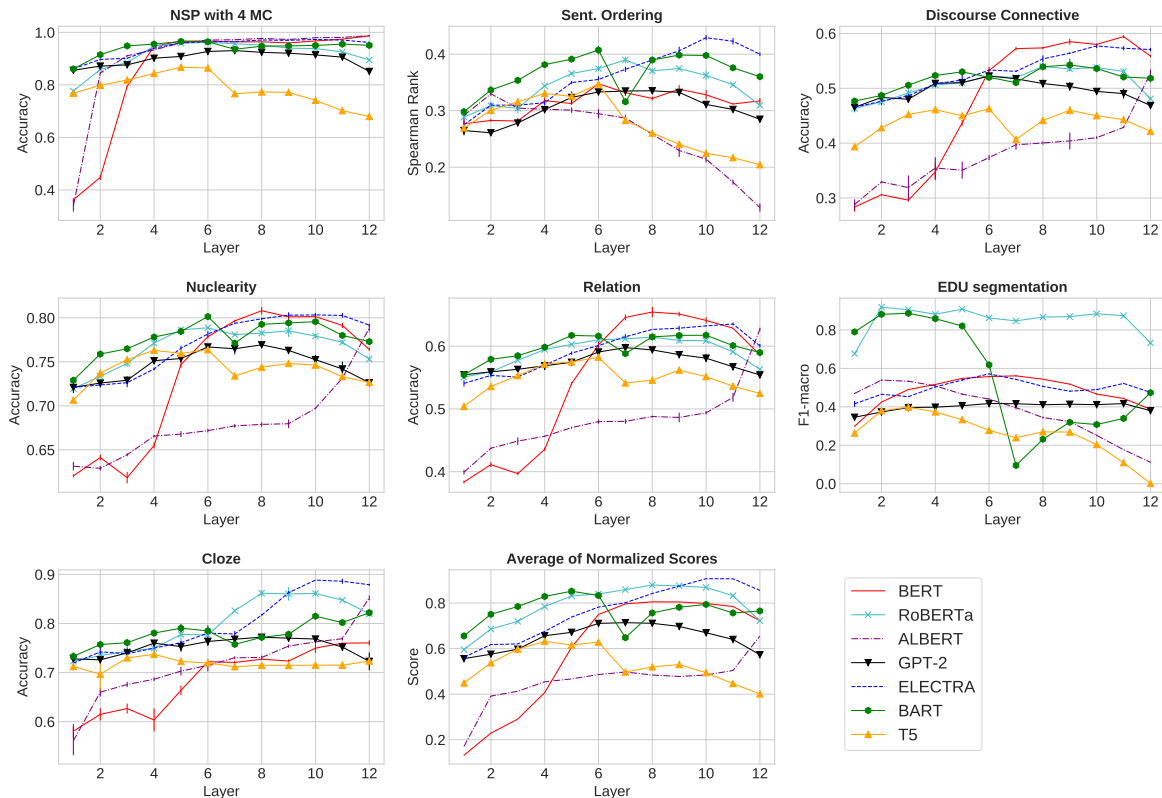 NSP with 4 MC
Accuracy
1.0
0.8
0.6
0.4
2 4 6 8 10 12
Layer
Sent. Ordering
Spearman Rank
0.4
0.3
0.2
2 4 6 8 10 12
Layer
Discourse Connective
Accuracy
0.6
0.5
0.4
0.3
2 4 6 8 10 12
Layer
Nuclearity
Accuracy
0.80
0.75
0.70
0.65
2 4 6 8 10 12
Layer
Relation
Accuracy
0.6
0.5
0.4
2 4 6 8 10 12
Layer
EDU segmentation
F1-macro
0.8
0.6
0.4
0.2
0.0
2 4 6 8 10 12
Layer
Cloze
Accuracy
0.9
0.8
0.7
0.6
2 4 6 8 10 12
Layer
Average of Normalized Scores
Score
0.8
0.6
0.4
0.2
2 4 6 8 10 12
Layer
BERT
RoBERTa
ALBERT
GPT-2
ELECTRA
BART
T5